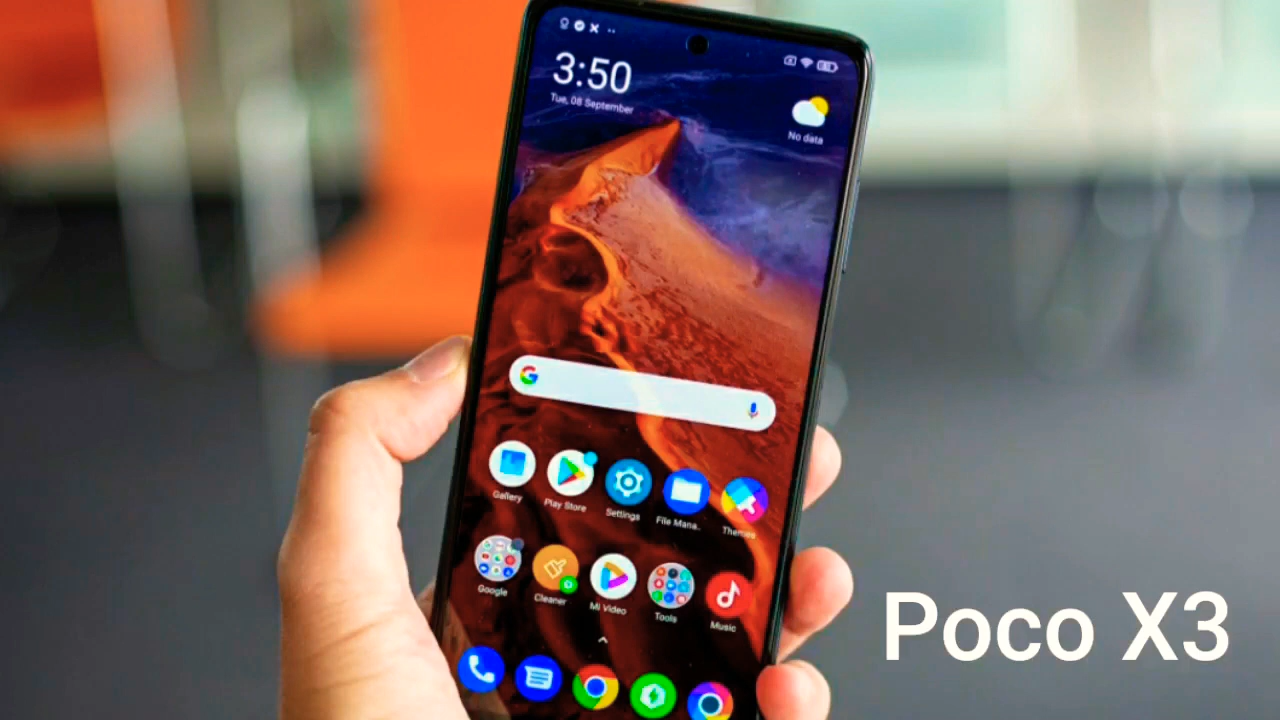 3:50
Tue, 08 September
No data
Gallery
Play Store
Settings
File Mana..
Themes
Google
Cleaner
Mi Video
Tools
Music
Poco X3